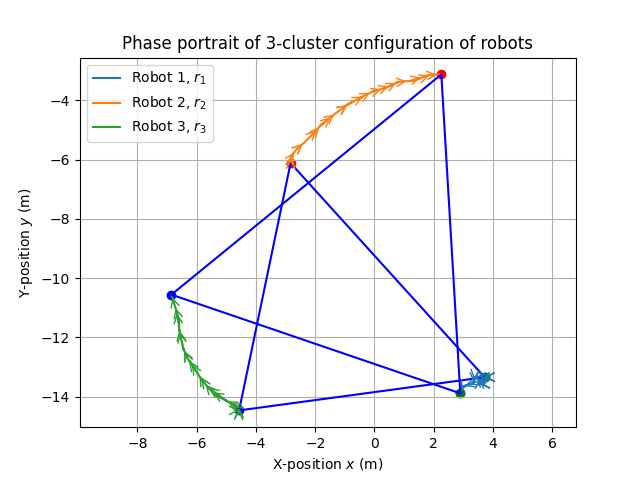 Phase portrait of 3-cluster configuration of robots
Robot 1, r₁
Robot 2, r₂
Robot 3, r₃
Y-position y (m)
−4
−6
−8
−10
−12
−14
−8
−6
−4
−2
0
2
4
6
X-position x (m)